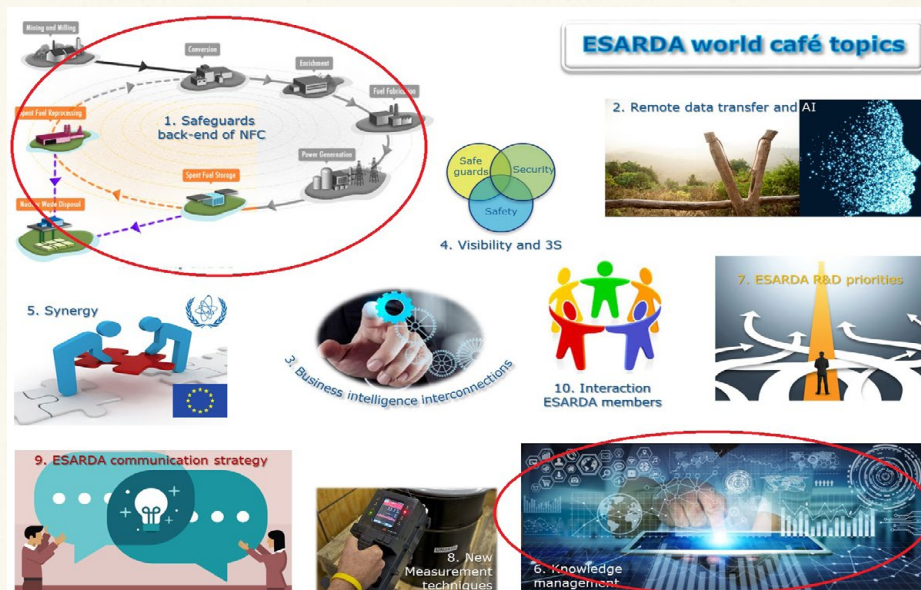 ESARDA world café topics
Mining and Milling
Conversion
Enrichment
Fuel Fabrication
Power Generation
Spent Fuel Storage
Spent Fuel Reprocessing
Nuclear Waste Disposal
1. Safeguards
back-end of NFC
2. Remote data transfer and AI
Safe
guards
Security
Safety
4. Visibility and 3S
5. Synergy
3. Business intelligence interconnections
10. Interaction
ESARDA members
7. ESARDA R&D priorities
9. ESARDA communication strategy
8. New
Measurement
techniques
6. Knowledge
management